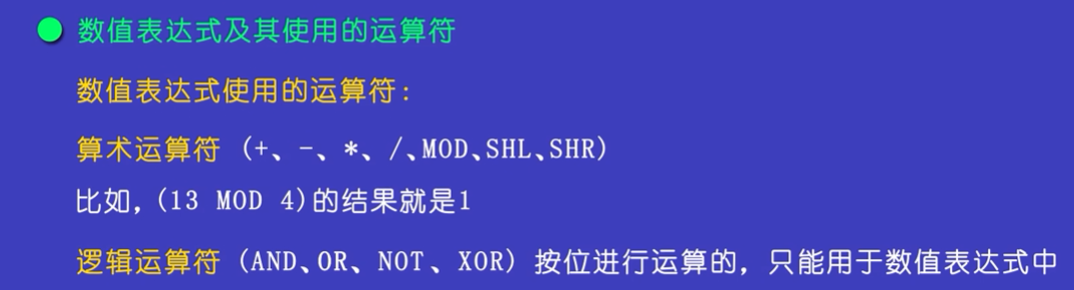 数值表达式及其使用的运算符
数值表达式使用的运算符:
算术运算符 (+、-、*、/、MOD、SHL、SHR)
比如, (13 MOD 4)的结果就是1
逻辑运算符 (AND、OR、NOT、XOR) 按位进行运算的, 只能用于数值表达式中